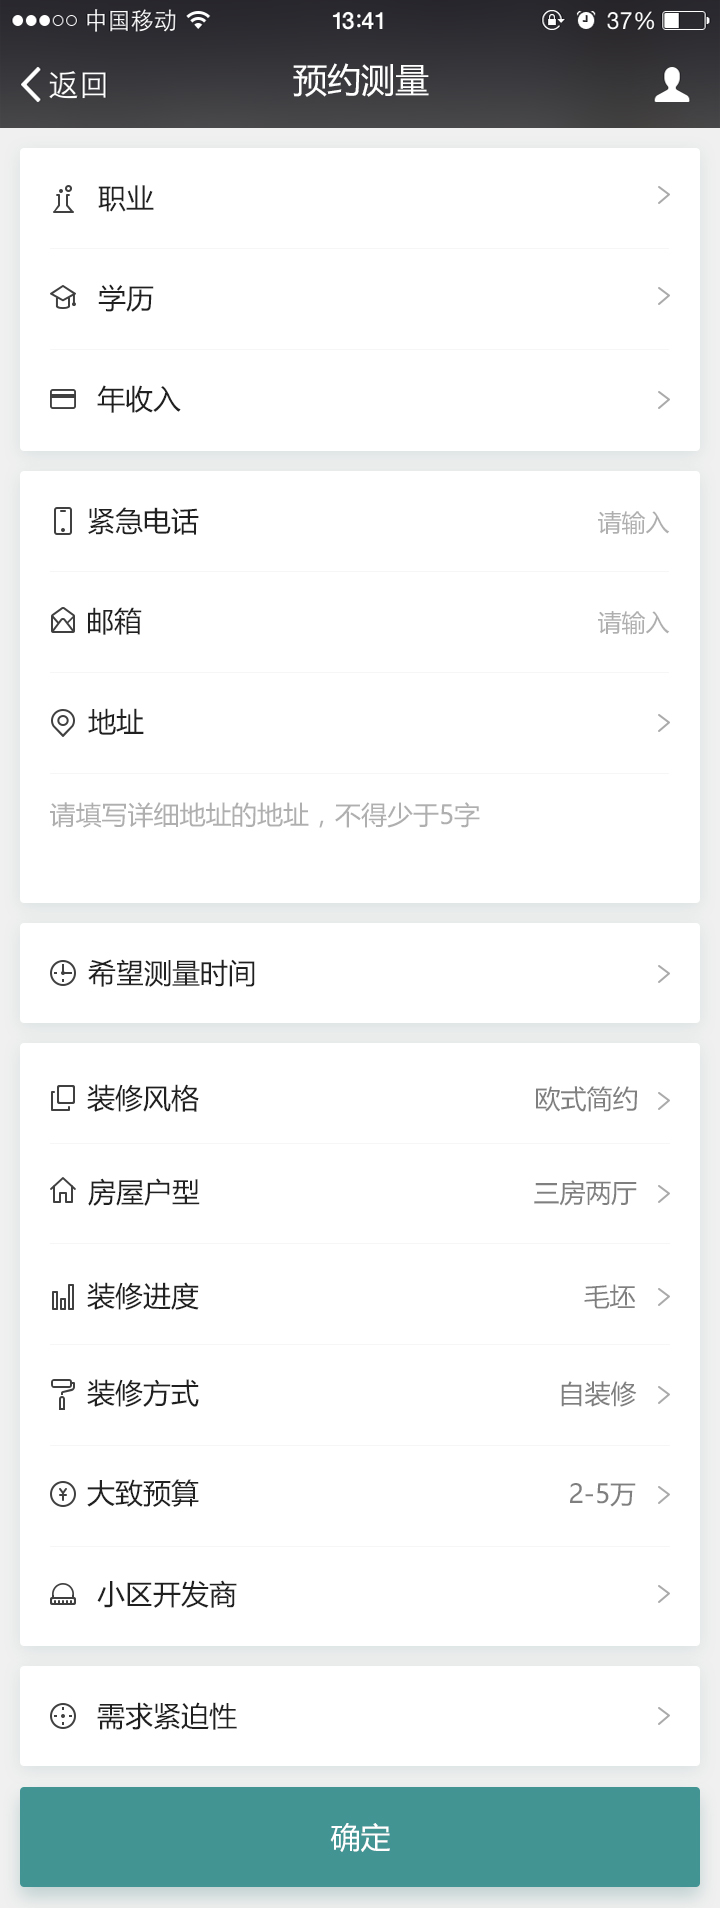 中国移动 13:41 37%
返回 预约测量
职业
学历
年收入
紧急电话 请输入
邮箱 请输入
地址
请填写详细地址的地址，不得少于5字
希望测量时间
装修风格 欧式简约
房屋户型 三房两厅
装修进度 毛坯
装修方式 自装修
大致预算 2-5万
小区开发商
需求紧迫性
确定